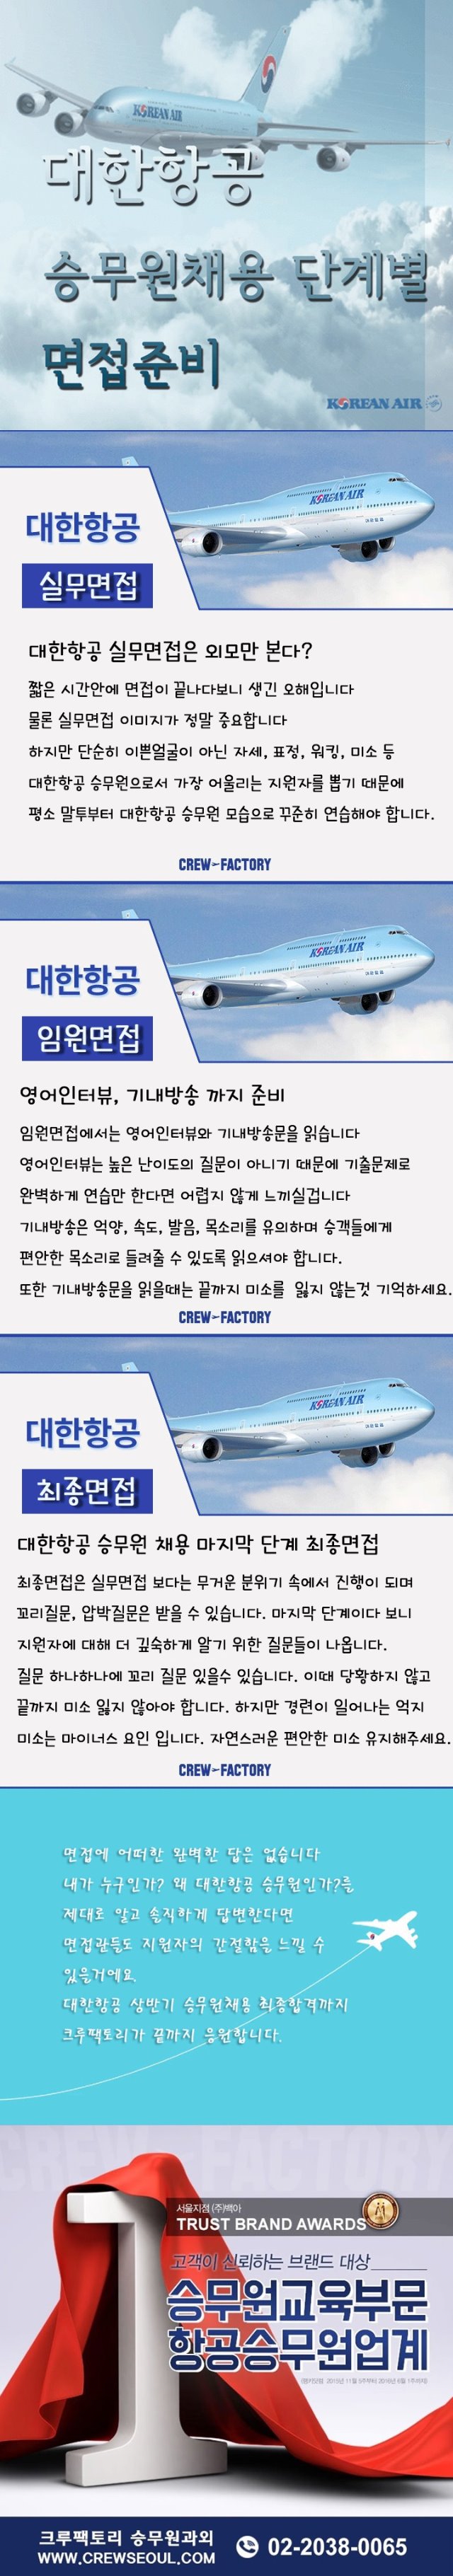 KOREAN AIR
대한항공
승무원채용 단계별
면접준비
KOREAN AIR
KOREAN AIR
대한항공
실무면접
대한항공 실무면접은 외모만 본다?
짧은 시간안에 면접이 끝나다보니 생긴 오해입니다
물론 실무면접 이미지가 정말 중요합니다
하지만 단순히 이쁜얼굴이 아닌 자세, 표정, 워킹, 미소 등
대한항공 승무원으로서 가장 어울리는 지원자를 뽑기 때문에
평소 말투부터 대한항공 승무원 모습으로 꾸준히 연습해야 합니다.
CREW FACTORY
KOREAN AIR
대한항공
임원면접
영어인터뷰, 기내방송 까지 준비
임원면접에서는 영어인터뷰와 기내방송문을 읽습니다
영어인터뷰는 높은 난이도의 질문이 아니기 때문에 기출문제로
완벽하게 연습만 한다면 어렵지 않게 느끼실겁니다
기내방송은 억양, 속도, 발음, 목소리를 유의하며 승객들에게
편안한 목소리로 들려줄 수 있도록 읽으셔야 합니다.
또한 기내방송문을 읽을때는 끝까지 미소를 잃지 않는것 기억하세요.
CREW FACTORY
KOREAN AIR
대한항공
최종면접
대한항공 승무원 채용 마지막 단계 최종면접
최종면접은 실무면접 보다는 무거운 분위기 속에서 진행이 되며
꼬리질문, 압박질문은 받을 수 있습니다. 마지막 단계이다 보니
지원자에 대해 더 깊숙하게 알기 위한 질문들이 나옵니다.
질문 하나하나에 꼬리 질문 있을수 있습니다. 이때 당황하지 않고
끝까지 미소 잃지 않아야 합니다. 하지만 경련이 일어나는 억지
미소는 마이너스 요인 입니다. 자연스러운 편안한 미소 유지해주세요.
CREW FACTORY
면접에 어떠한 완벽한 답은 없습니다
내가 누구인가? 왜 대한항공 승무원인가?를
제대로 알고 솔직하게 답변한다면
면접관들도 지원자의 간절함을 느낄 수
있을거에요.
대한항공 상반기 승무원채용 최종합격까지
크루팩토리가 끝까지 응원합니다.
CREW FACTORY
서울지점 (주)백아
TRUST BRAND AWARDS
고객이 신뢰하는 브랜드 대상
승무원교육부문
항공승무원업계
크루팩토리 승무원과외
WWW.CREWSEOUL.COM
02-2038-0065